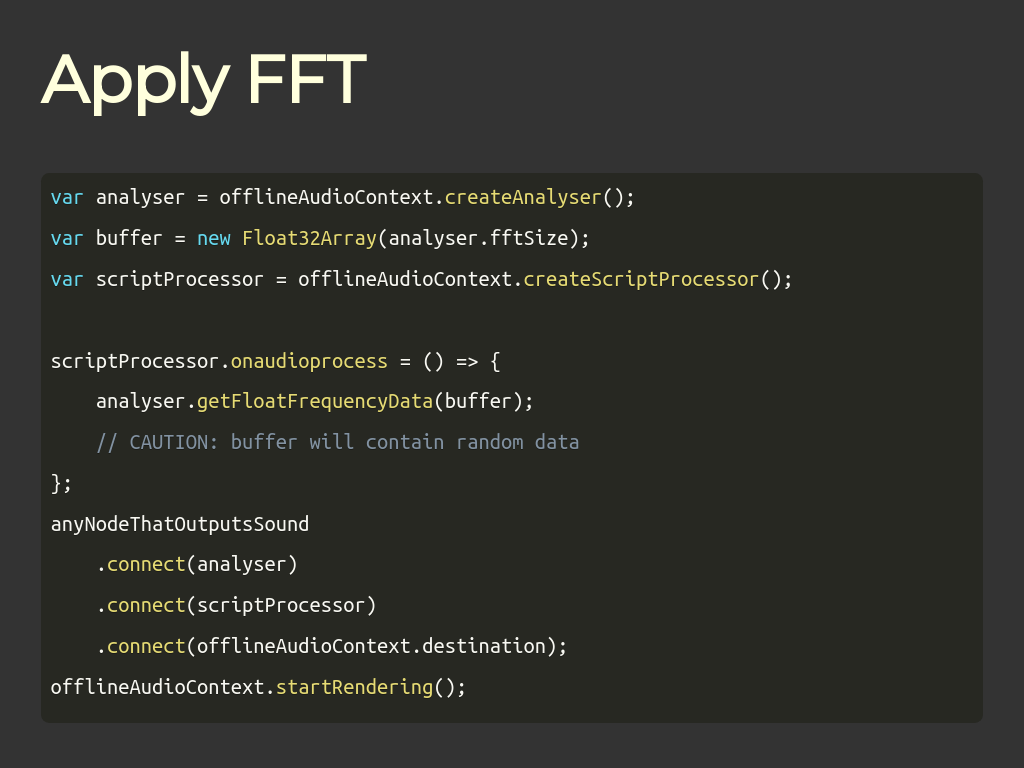 Apply FFT
var analyser = offlineAudioContext.createAnalyser();
var buffer = new Float32Array(analyser.fftSize);
var scriptProcessor = offlineAudioContext.createScriptProcessor();
scriptProcessor.onaudioprocess = () => {
    analyser.getFloatFrequencyData(buffer);
    // CAUTION: buffer will contain random data
};
anyNodeThatOutputsSound
    .connect(analyser)
    .connect(scriptProcessor)
    .connect(offlineAudioContext.destination);
offlineAudioContext.startRendering();